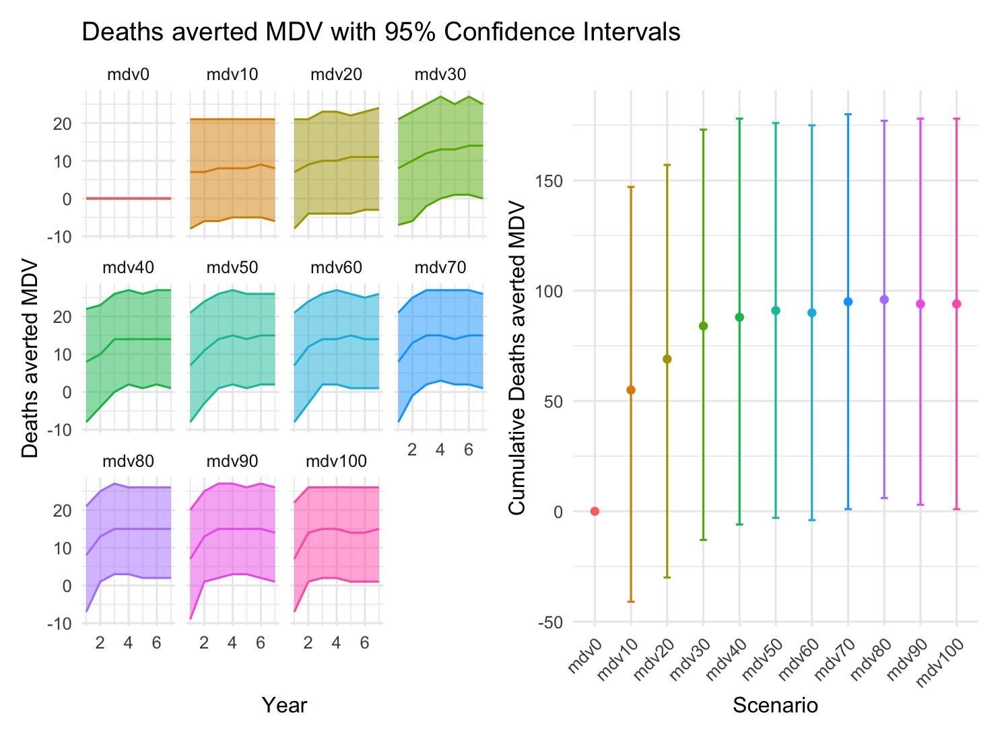 Deaths averted MDV with 95% Confidence Intervals
mdv0 mdv10 mdv20 mdv30
20
10
0
-10
mdv40 mdv50 mdv60 mdv70
20
10
0
-10
2 4 6
mdv80 mdv90 mdv100
20
10
0
-10
2 4 6 2 4 6 2 4 6
Deaths averted MDV
Year
Cumulative Deaths averted MDV
150
100
50
0
-50
mdv0 mdv10 mdv20 mdv30 mdv40 mdv50 mdv60 mdv70 mdv80 mdv90 mdv100
Scenario